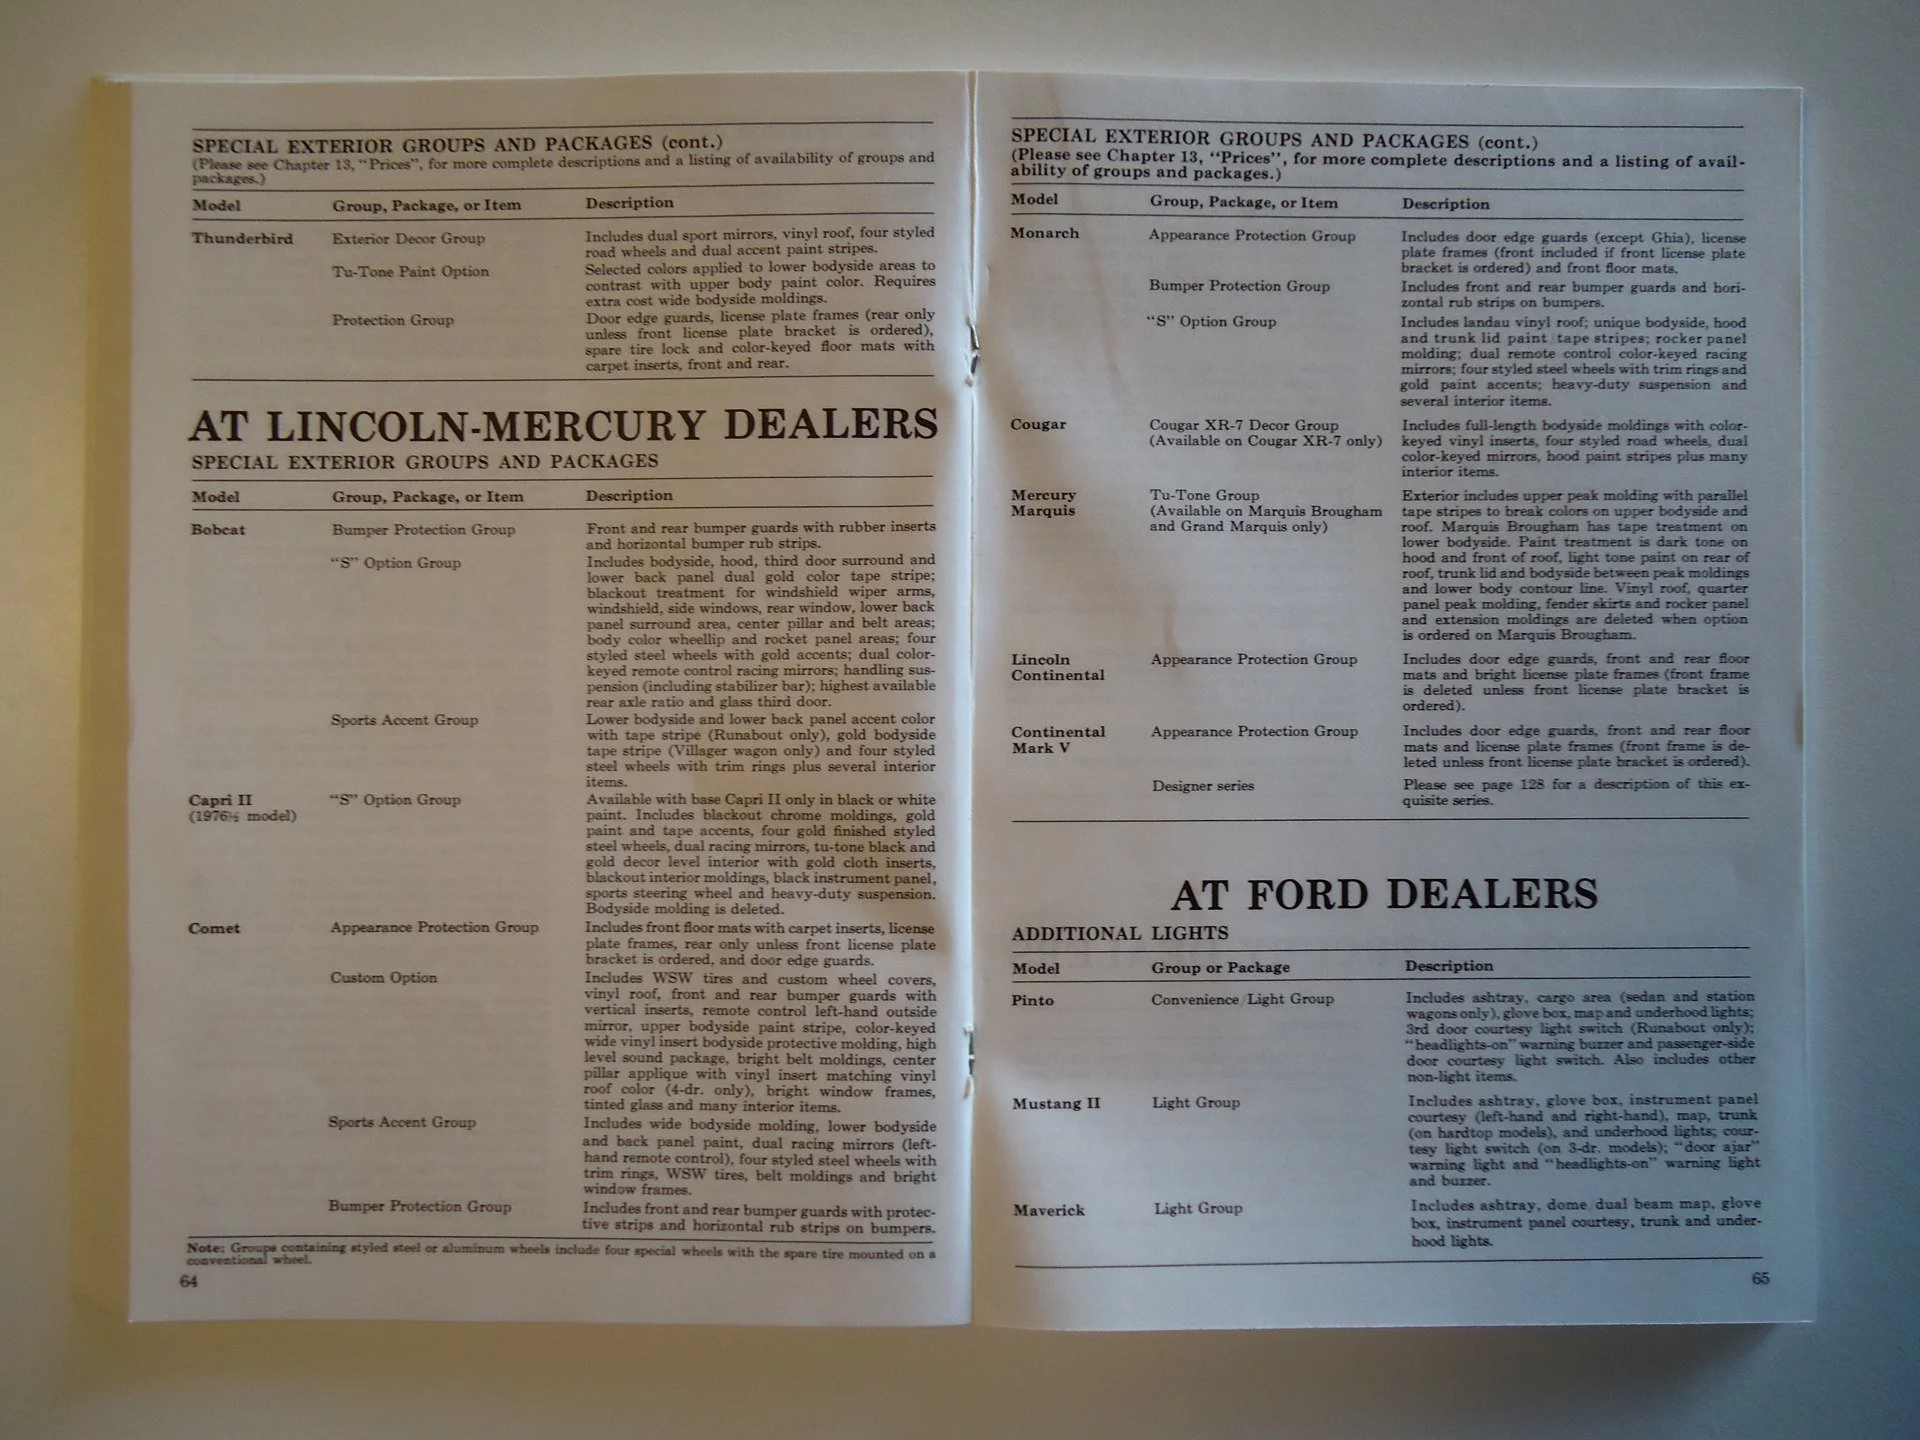 SPECIAL EXTERIOR GROUPS AND PACKAGES (cont.)
(Please see Chapter 13, "Prices", for more complete descriptions and a listing of availability of groups and
packages.)
Model Group, Package, or Item Description
Thunderbird Exterior Decor Group Includes dual sport mirrors, vinyl roof, four styled
road wheels and dual accent paint stripes.
Tu-Tone Paint Option Selected colors applied to lower bodyside areas to
contrast with upper body paint color. Requires
extra cost wide bodyside moldings.
Protection Group Door edge guards, license plate frames (rear only
unless front license plate bracket is ordered),
spare tire lock and color-keyed floor mats with
carpet inserts, front and rear.
AT LINCOLN-MERCURY DEALERS
SPECIAL EXTERIOR GROUPS AND PACKAGES
Model Group, Package, or Item Description
Bobcat Bumper Protection Group Front and rear bumper guards with rubber inserts
and horizontal bumper rub strips.
"S" Option Group Includes bodyside, hood, third door surround and
lower back panel dual gold color tape stripe;
blackout treatment for windshield wiper arms,
windshield, side windows, rear window, lower back
panel surround area, center pillar and belt areas;
body color wheellip and rocket panel areas; four
styled steel wheels with gold accents; dual color-
keyed remote control racing mirrors; handling sus-
pension (including stabilizer bar); highest available
rear axle ratio and glass third door.
Sports Accent Group Lower bodyside and lower back panel accent color
with tape stripe (Runabout only), gold bodyside
tape stripe (Villager wagon only) and four styled
steel wheels with trim rings plus several interior
items.
Capri II "S" Option Group Available with base Capri II only in black or white
(1976½ model) paint. Includes blackout chrome moldings, gold
paint and tape accents, four gold finished styled
steel wheels, dual racing mirrors, tu-tone black and
gold decor level interior with gold cloth inserts,
blackout interior moldings, black instrument panel,
sports steering wheel and heavy-duty suspension.
Bodyside molding is deleted.
Comet Appearance Protection Group Includes front floor mats with carpet inserts, license
plate frames, rear only unless front license plate
bracket is ordered, and door edge guards.
Custom Option Includes WSW tires and custom wheel covers,
vinyl roof, front and rear bumper guards with
vertical inserts, remote control left-hand outside
mirror, upper bodyside paint stripe, color-keyed
wide vinyl insert bodyside protective molding, high
level sound package, bright belt moldings, center
pillar applique with vinyl insert matching vinyl
roof color (4-dr. only), bright window frames,
tinted glass and many interior items.
Sports Accent Group Includes wide bodyside molding, lower bodyside
and back panel paint, dual racing mirrors (left-
hand remote control), four styled steel wheels with
trim rings, WSW tires, belt moldings and bright
window frames.
Bumper Protection Group Includes front and rear bumper guards with protec-
tive strips and horizontal rub strips on bumpers.
Note: Groups containing styled steel or aluminum wheels include four special wheels with the spare tire mounted on a
conventional wheel.
64
SPECIAL EXTERIOR GROUPS AND PACKAGES (cont.)
(Please see Chapter 13, "Prices", for more complete descriptions and a listing of avail-
ability of groups and packages.)
Model Group, Package, or Item Description
Monarch Appearance Protection Group Includes door edge guards (except Ghia), license
plate frames (front included if front license plate
bracket is ordered) and front floor mats.
Bumper Protection Group Includes front and rear bumper guards and hori-
zontal rub strips on bumpers.
"S" Option Group Includes landau vinyl roof; unique bodyside, hood
and trunk lid paint/tape stripes; rocker panel
molding; dual remote control color-keyed racing
mirrors; four styled steel wheels with trim rings and
gold paint accents; heavy-duty suspension and
several interior items.
Cougar Cougar XR-7 Decor Group Includes full-length bodyside moldings with color-
(Available on Cougar XR-7 only) keyed vinyl inserts, four styled road wheels, dual
color-keyed mirrors, hood paint stripes plus many
interior items.
Mercury Tu-Tone Group Exterior includes upper peak molding with parallel
Marquis (Available on Marquis Brougham tape stripes to break colors on upper bodyside and
and Grand Marquis only) roof. Marquis Brougham has tape treatment on
lower bodyside. Paint treatment is dark tone on
hood and front of roof, light tone paint on rear of
roof, trunk lid and bodyside between peak moldings
and lower body contour line. Vinyl roof, quarter
panel peak molding, fender skirts and rocker panel
and extension moldings are deleted when option
is ordered on Marquis Brougham.
Lincoln Appearance Protection Group Includes door edge guards, front and rear floor
Continental mats and bright license plate frames (front frame
is deleted unless front license plate bracket is
ordered).
Continental Appearance Protection Group Includes door edge guards, front and rear floor
Mark V mats and license plate frames (front frame is de-
leted unless front license plate bracket is ordered).
Designer series Please see page 128 for a description of this ex-
quisite series.
AT FORD DEALERS
ADDITIONAL LIGHTS
Model Group or Package Description
Pinto Convenience/Light Group Includes ashtray, cargo area (sedan and station
wagons only), glove box, map and underhood lights;
3rd door courtesy light switch (Runabout only);
"headlights-on" warning buzzer and passenger-side
door courtesy light switch. Also includes other
non-light items.
Mustang II Light Group Includes ashtray, glove box, instrument panel
courtesy (left-hand and right-hand), map, trunk
(on hardtop models), and underhood lights; cour-
tesy light switch (on 3-dr. models); "door ajar"
warning light and "headlights-on" warning light
and buzzer.
Maverick Light Group Includes ashtray, dome/dual beam map, glove
box, instrument panel courtesy, trunk and under-
hood lights.
65